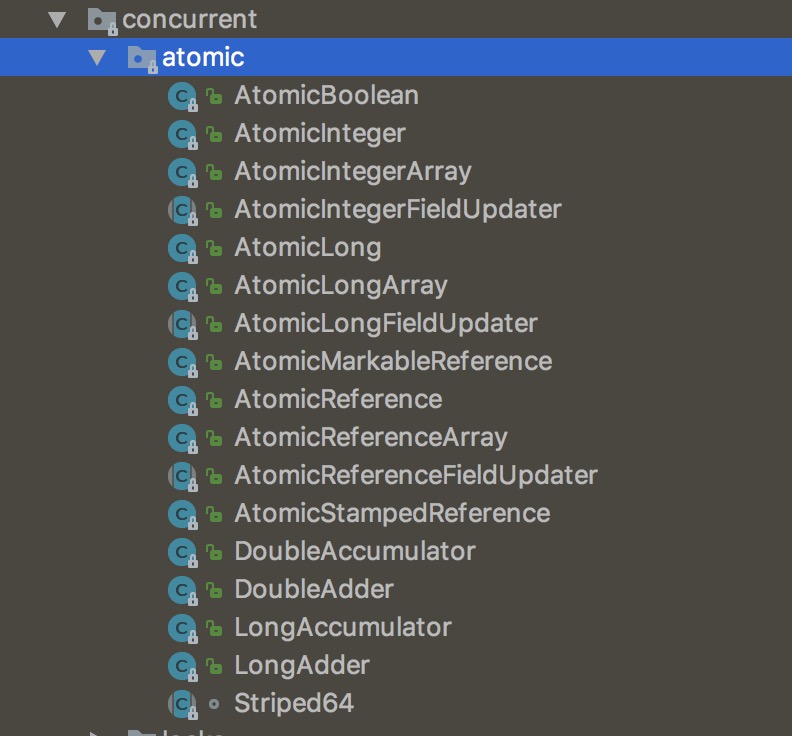 concurrent
atomic
AtomicBoolean
AtomicInteger
AtomicIntegerArray
AtomicIntegerFieldUpdater
AtomicLong
AtomicLongArray
AtomicLongFieldUpdater
AtomicMarkableReference
AtomicReference
AtomicReferenceArray
AtomicReferenceFieldUpdater
AtomicStampedReference
DoubleAccumulator
DoubleAdder
LongAccumulator
LongAdder
Striped64